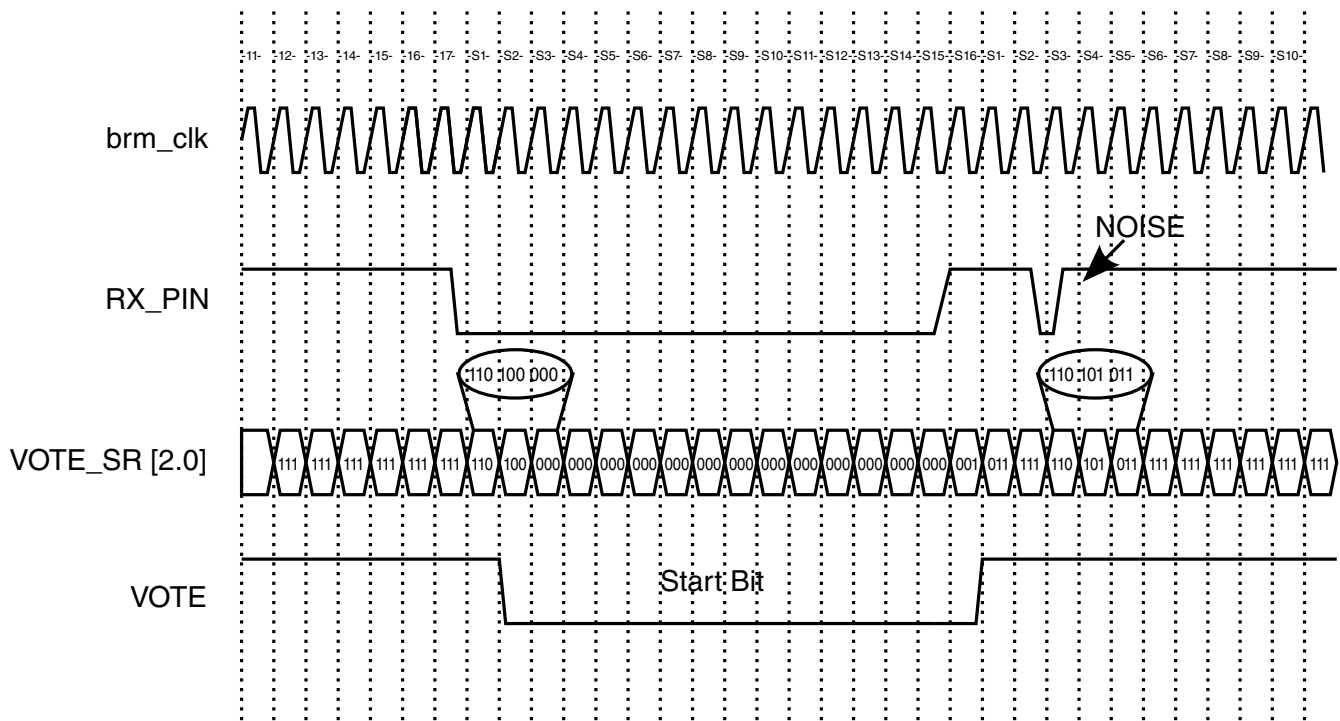 -11- -12- -13- -14- -15- -16- -17- -S1- -S2- -S3- -S4- -S5- -S6- -S7- -S8- -S9- -S10- -S11- -S12- -S13- -S14- -S15- -S16- -S1- -S2- -S3- -S4- -S5- -S6- -S7- -S8- -S9- -S10-
brm_clk
NOISE
RX_PIN
110 100 000 110 101 011
VOTE_SR [2.0] 111 111 111 111 111 111 110 100 000 000 000 000 000 000 000 000 000 000 000 000 000 001 011 111 110 101 011 111 111 111 111 111 111
Start Bit
VOTE